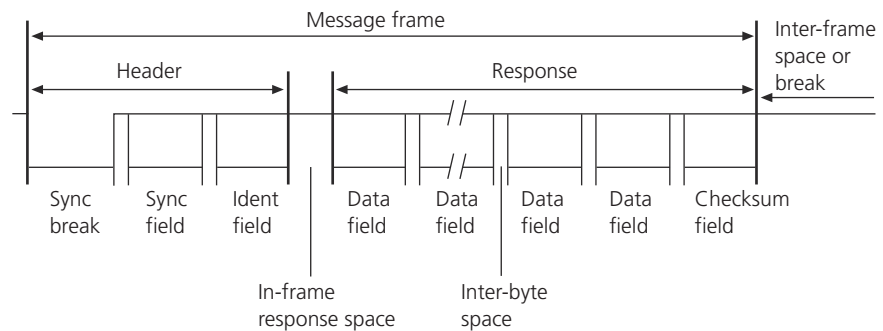 Message frame
Inter-frame
space or
break
Header
Response
Sync
break
Sync
field
Ident
field
Data
field
Data
field
Data
field
Data
field
Checksum
field
In-frame
response space
Inter-byte
space